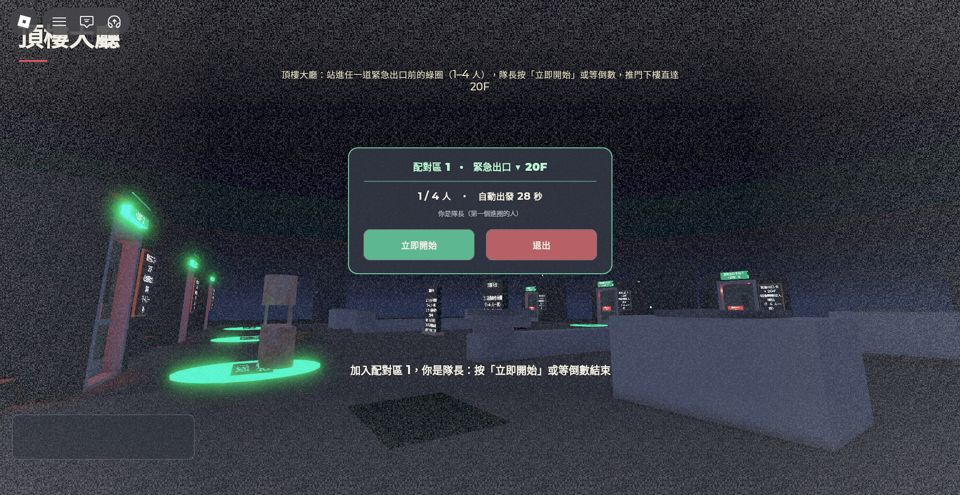 頂樓大廳
頂樓大廳：站進任一道緊急出口前的綠圈（1–4 人），隊長按「立即開始」或等倒數，推門下樓直達
20F
配對區 1 • 緊急出口 ▼ 20F
1 / 4 人 • 自動出發 28 秒
你是隊長（第一個進圈的人）
立即開始
退出
加入配對區 1，你是隊長：按「立即開始」或等倒數結束